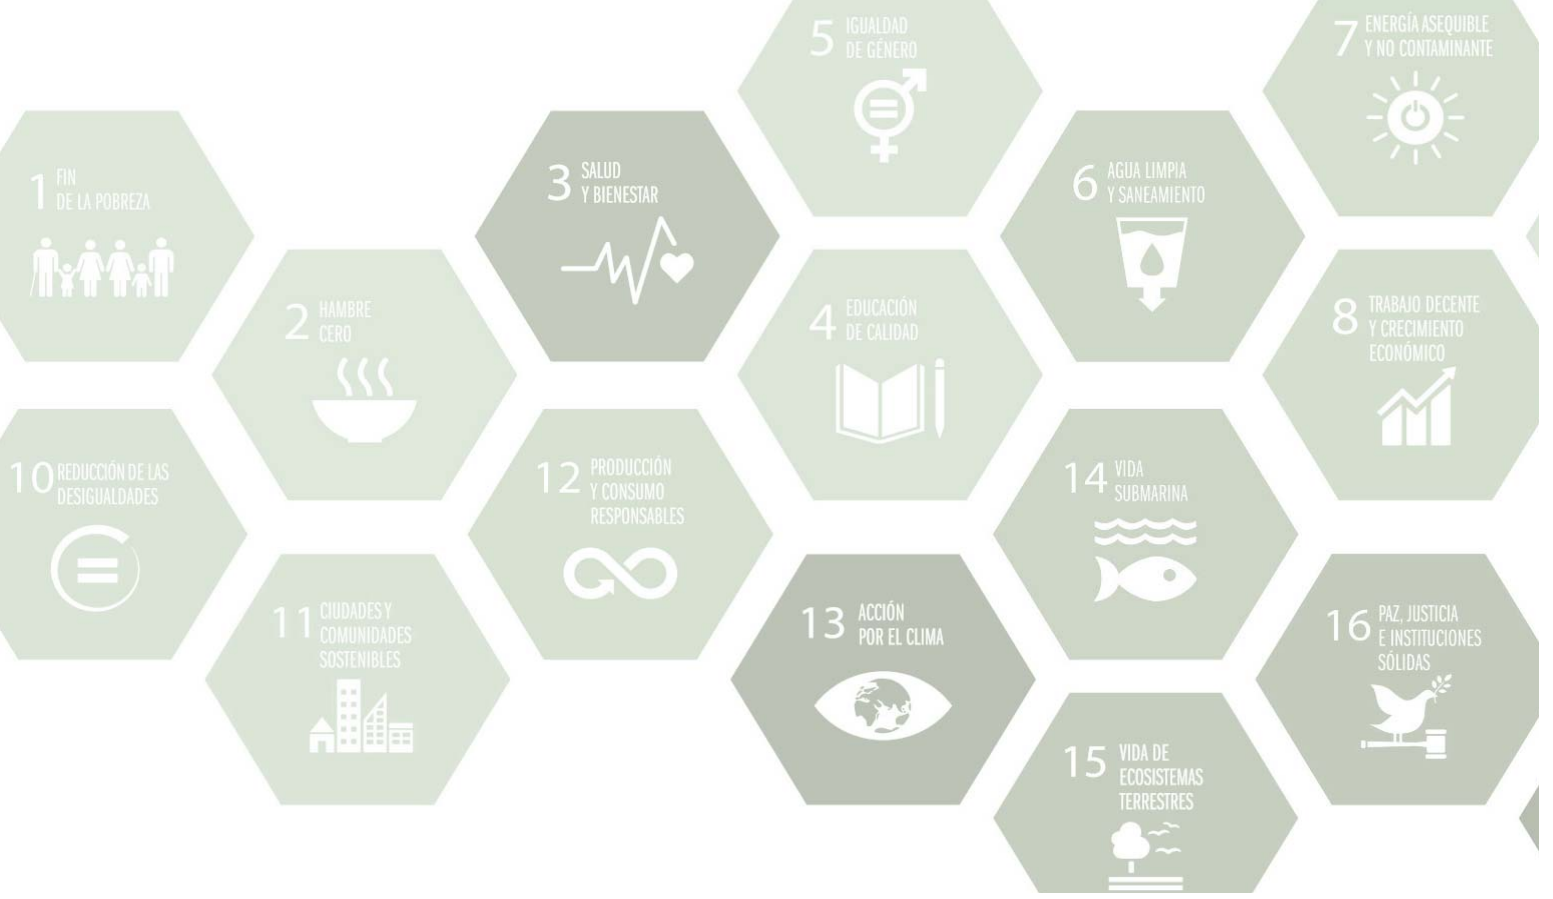 1 FIN
DE LA POBREZA
2 HAMBRE
CERO
3 SALUD
Y BIENESTAR
4 EDUCACIÓN
DE CALIDAD
5 IGUALDAD
DE GÉNERO
6 AGUA LIMPIA
Y SANEAMIENTO
7 ENERGÍA ASEQUIBLE
Y NO CONTAMINANTE
8 TRABAJO DECENTE
Y CRECIMIENTO
ECONÓMICO
10 REDUCCIÓN DE LAS
DESIGUALDADES
11 CIUDADES Y
COMUNIDADES
SOSTENIBLES
12 PRODUCCIÓN
Y CONSUMO
RESPONSABLES
13 ACCIÓN
POR EL CLIMA
14 VIDA
SUBMARINA
15 VIDA DE
ECOSISTEMAS
TERRESTRES
16 PAZ, JUSTICIA
E INSTITUCIONES
SÓLIDAS